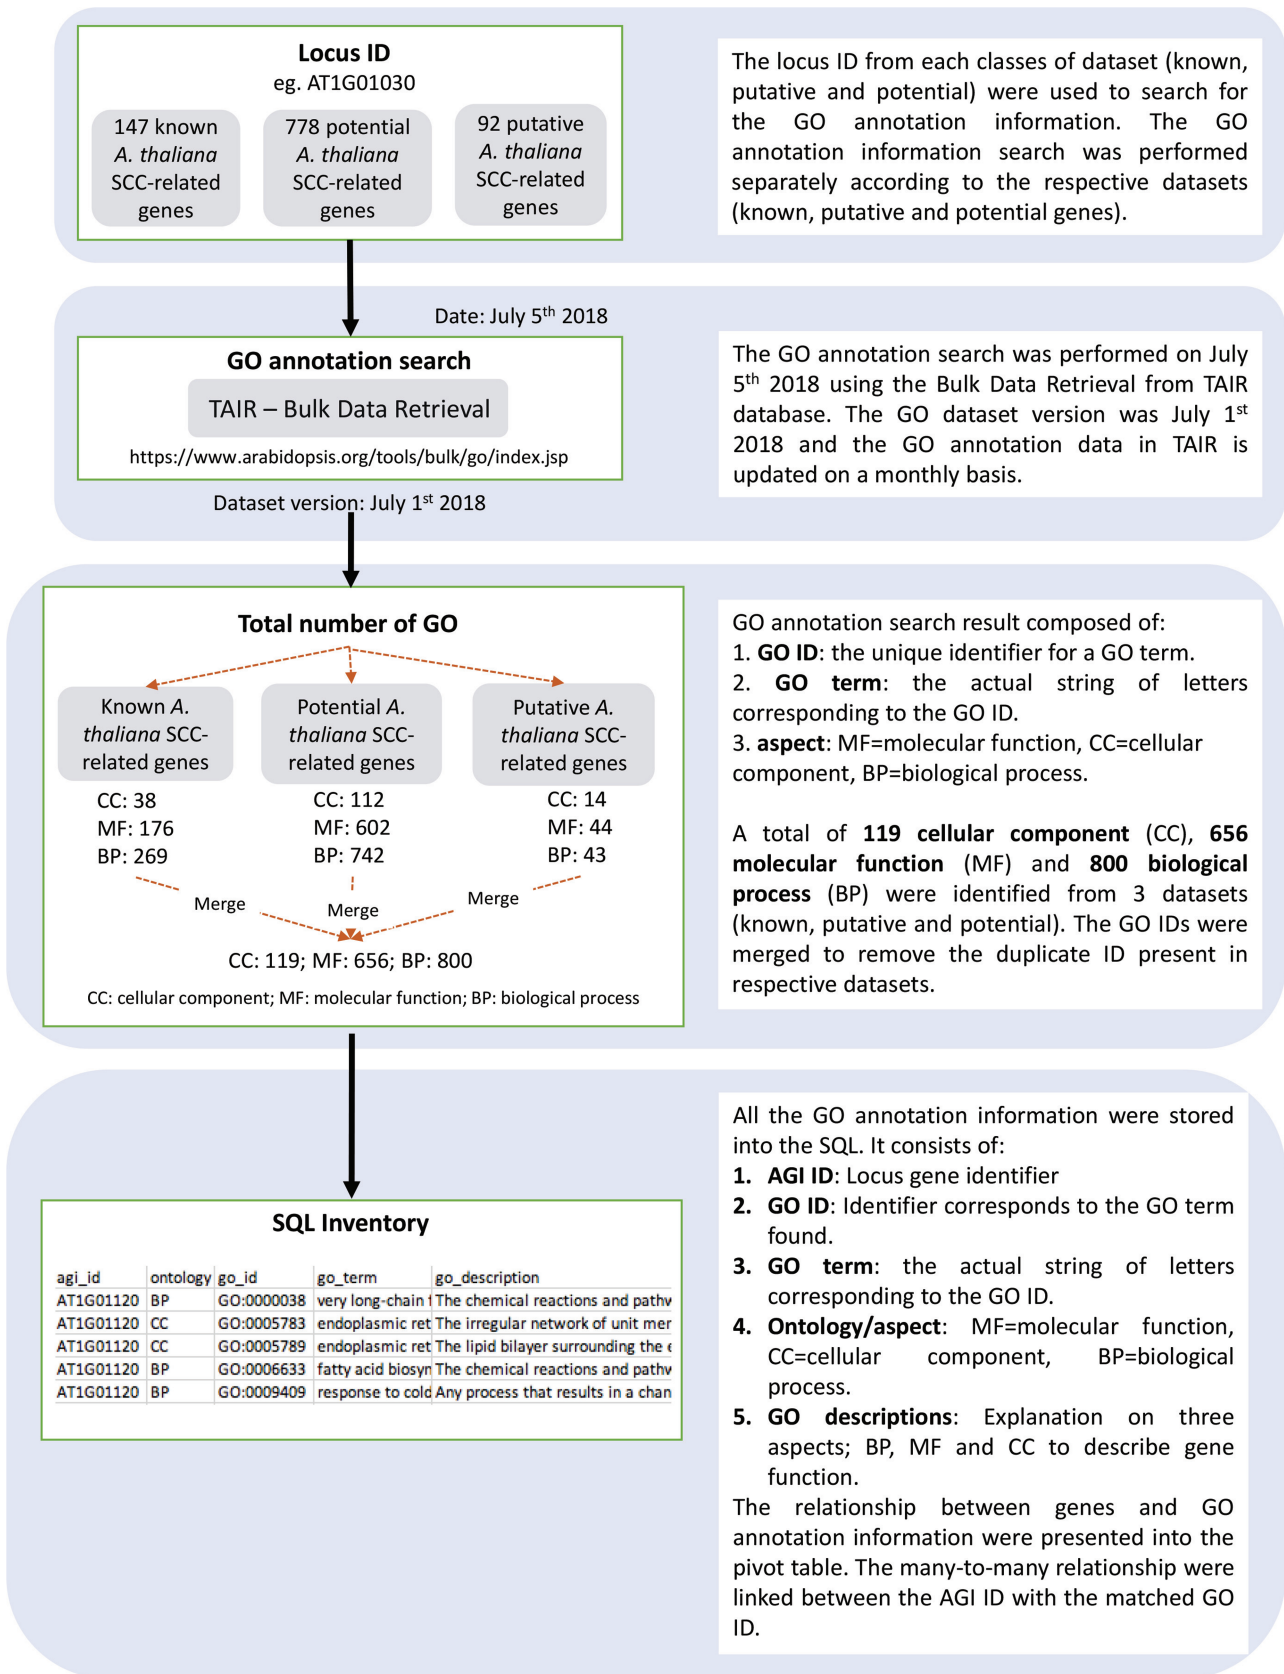 Locus ID
eg. AT1G01030
147 known
A. thaliana
SCC-related
genes
778 potential
A. thaliana
SCC-related
genes
92 putative
A. thaliana
SCC-related
genes
The locus ID from each classes of dataset (known,
putative and potential) were used to search for
the GO annotation information. The GO
annotation information search was performed
separately according to the respective datasets
(known, putative and potential genes).
Date: July 5th 2018
GO annotation search
TAIR – Bulk Data Retrieval
https://www.arabidopsis.org/tools/bulk/go/index.jsp
Dataset version: July 1st 2018
The GO annotation search was performed on July
5th 2018 using the Bulk Data Retrieval from TAIR
database. The GO dataset version was July 1st
2018 and the GO annotation data in TAIR is
updated on a monthly basis.
Total number of GO
Known A.
thaliana SCC-
related genes
Potential A.
thaliana SCC-
related genes
Putative A.
thaliana SCC-
related genes
CC: 38
MF: 176
BP: 269
CC: 112
MF: 602
BP: 742
CC: 14
MF: 44
BP: 43
Merge
Merge
Merge
CC: 119; MF: 656; BP: 800
CC: cellular component; MF: molecular function; BP: biological process
GO annotation search result composed of:
1. GO ID: the unique identifier for a GO term.
2. GO term: the actual string of letters
corresponding to the GO ID.
3. aspect: MF=molecular function, CC=cellular
component, BP=biological process.
A total of 119 cellular component (CC), 656
molecular function (MF) and 800 biological
process (BP) were identified from 3 datasets
(known, putative and potential). The GO IDs were
merged to remove the duplicate ID present in
respective datasets.
SQL Inventory
agi_id ontology go_id go_term go_description
AT1G01120 BP GO:0000038 very long-chain The chemical reactions and pathw
AT1G01120 CC GO:0005783 endoplasmic ret The irregular network of unit mer
AT1G01120 CC GO:0005789 endoplasmic ret The lipid bilayer surrounding the e
AT1G01120 BP GO:0006633 fatty acid biosyn The chemical reactions and pathw
AT1G01120 BP GO:0009409 response to cold Any process that results in a chan
All the GO annotation information were stored
into the SQL. It consists of:
1. AGI ID: Locus gene identifier
2. GO ID: Identifier corresponds to the GO term
found.
3. GO term: the actual string of letters
corresponding to the GO ID.
4. Ontology/aspect: MF=molecular function,
CC=cellular component, BP=biological
process.
5. GO descriptions: Explanation on three
aspects; BP, MF and CC to describe gene
function.
The relationship between genes and GO
annotation information were presented into the
pivot table. The many-to-many relationship were
linked between the AGI ID with the matched GO
ID.